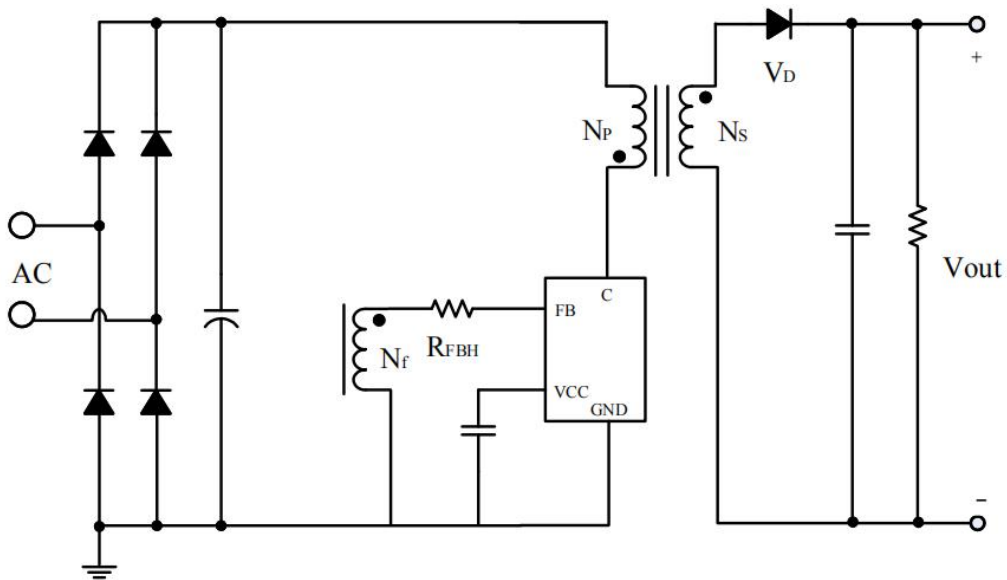 V_D
+
N_P
N_S
AC
C
FB
Vout
N_f
R_FBH
VCC
GND
−